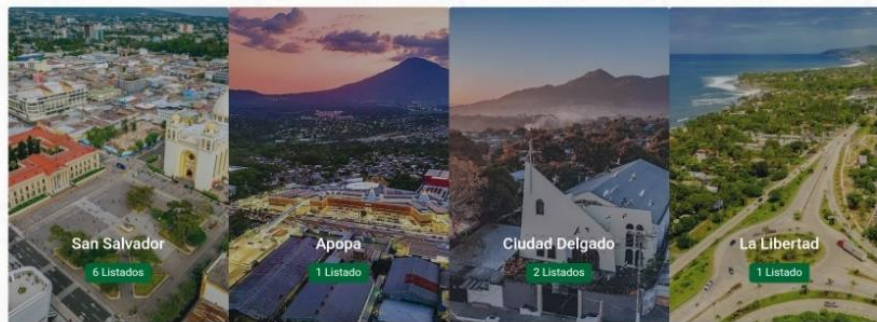 San Salvador
6 Listados
Apopa
1 Listado
Ciudad Delgado
2 Listados
La Libertad
1 Listado